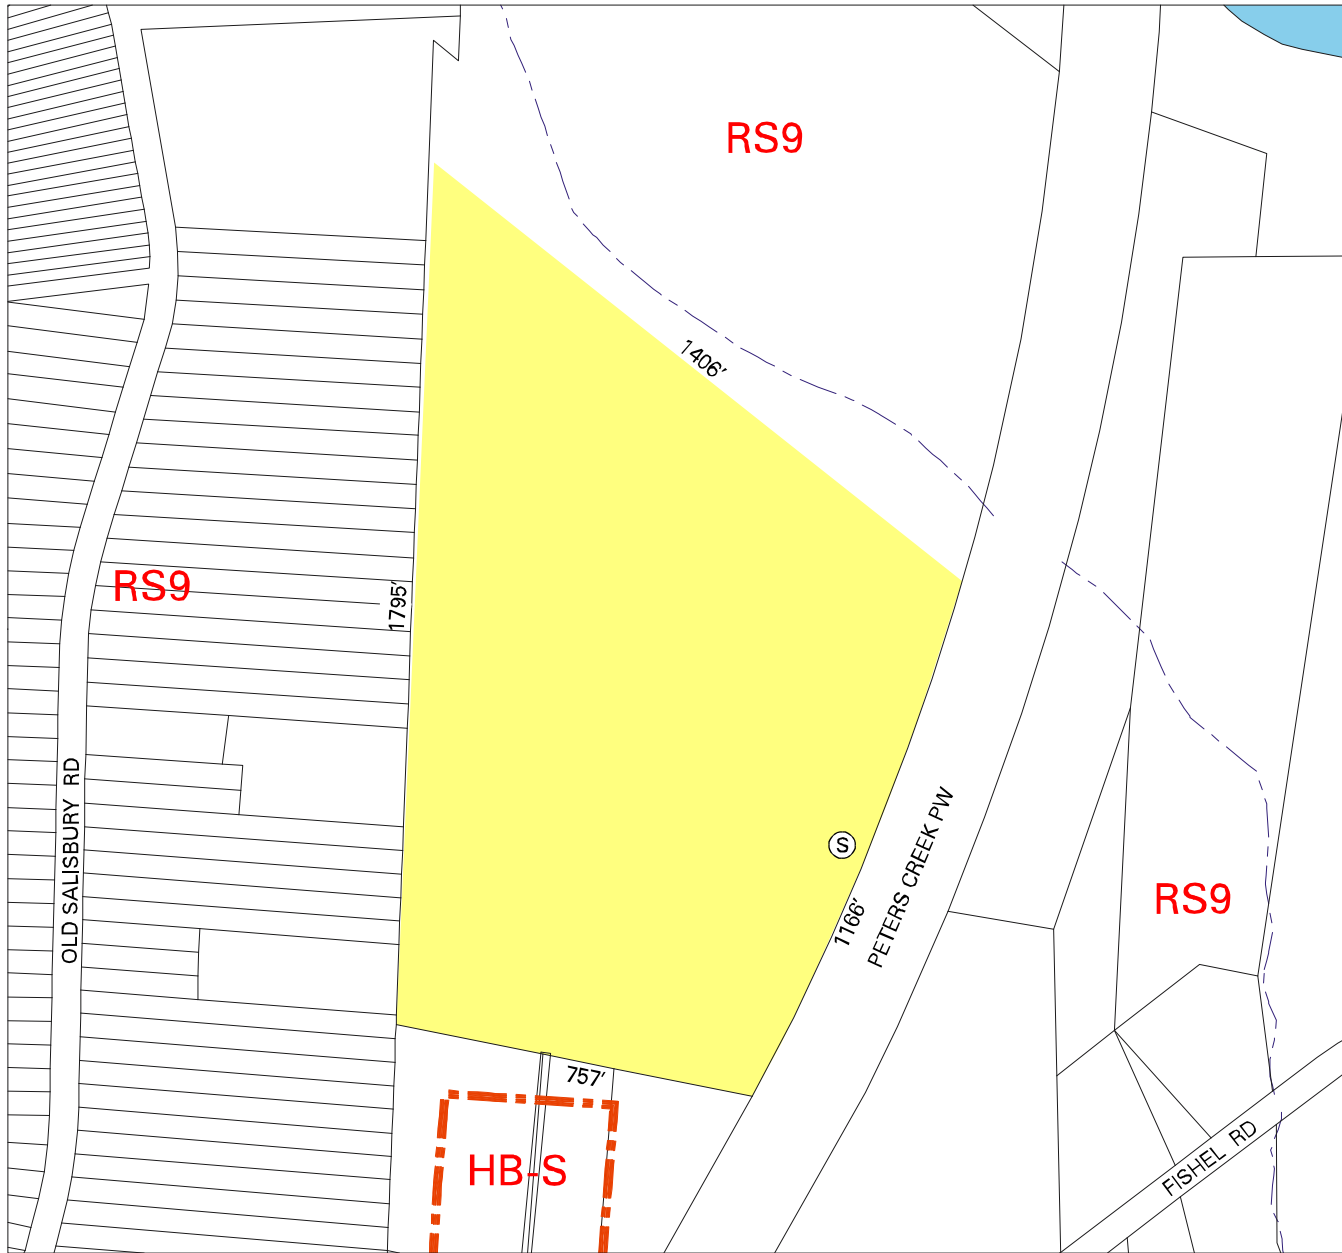 RS9
1406′
RS9
1795′
OLD SALISBURY RD
S
PETERS CREEK PW
1166′
RS9
757′
HB-S
FISHEL RD